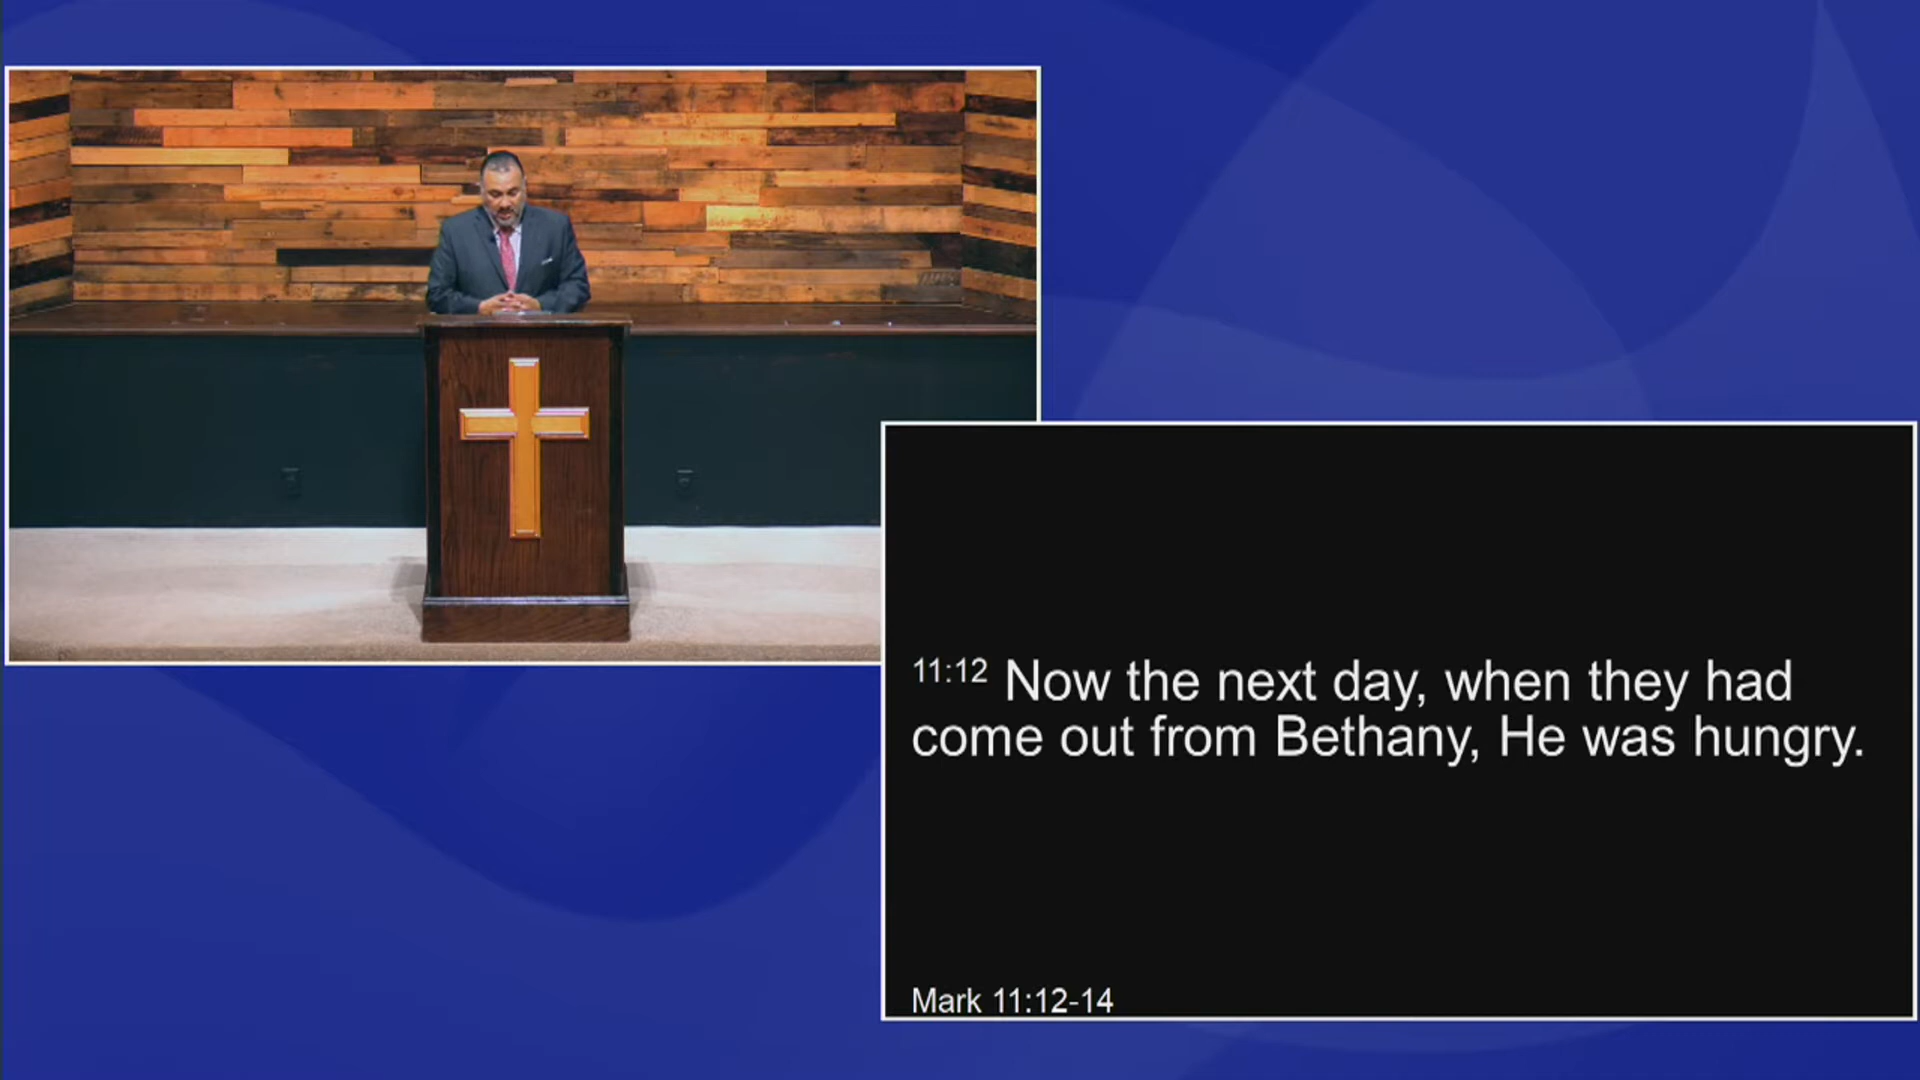 11:12 Now the next day, when they had
come out from Bethany, He was hungry.
Mark 11:12-14